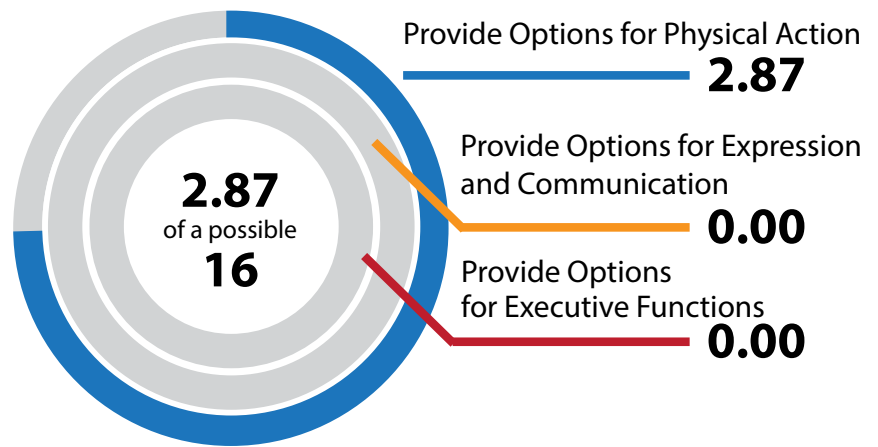 Provide Options for Physical Action
2.87
Provide Options for Expression
and Communication
0.00
Provide Options
for Executive Functions
0.00
2.87
of a possible
16